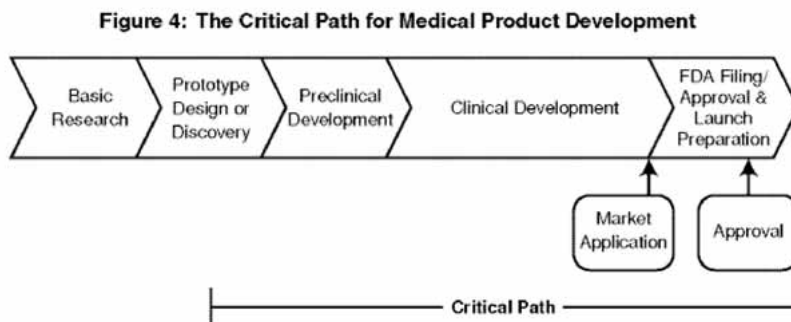 Figure 4: The Critical Path for Medical Product Development
Basic
Research
Prototype
Design or
Discovery
Preclinical
Development
Clinical Development
FDA Filing/
Approval &
Launch
Preparation
Market
Application
Approval
Critical Path